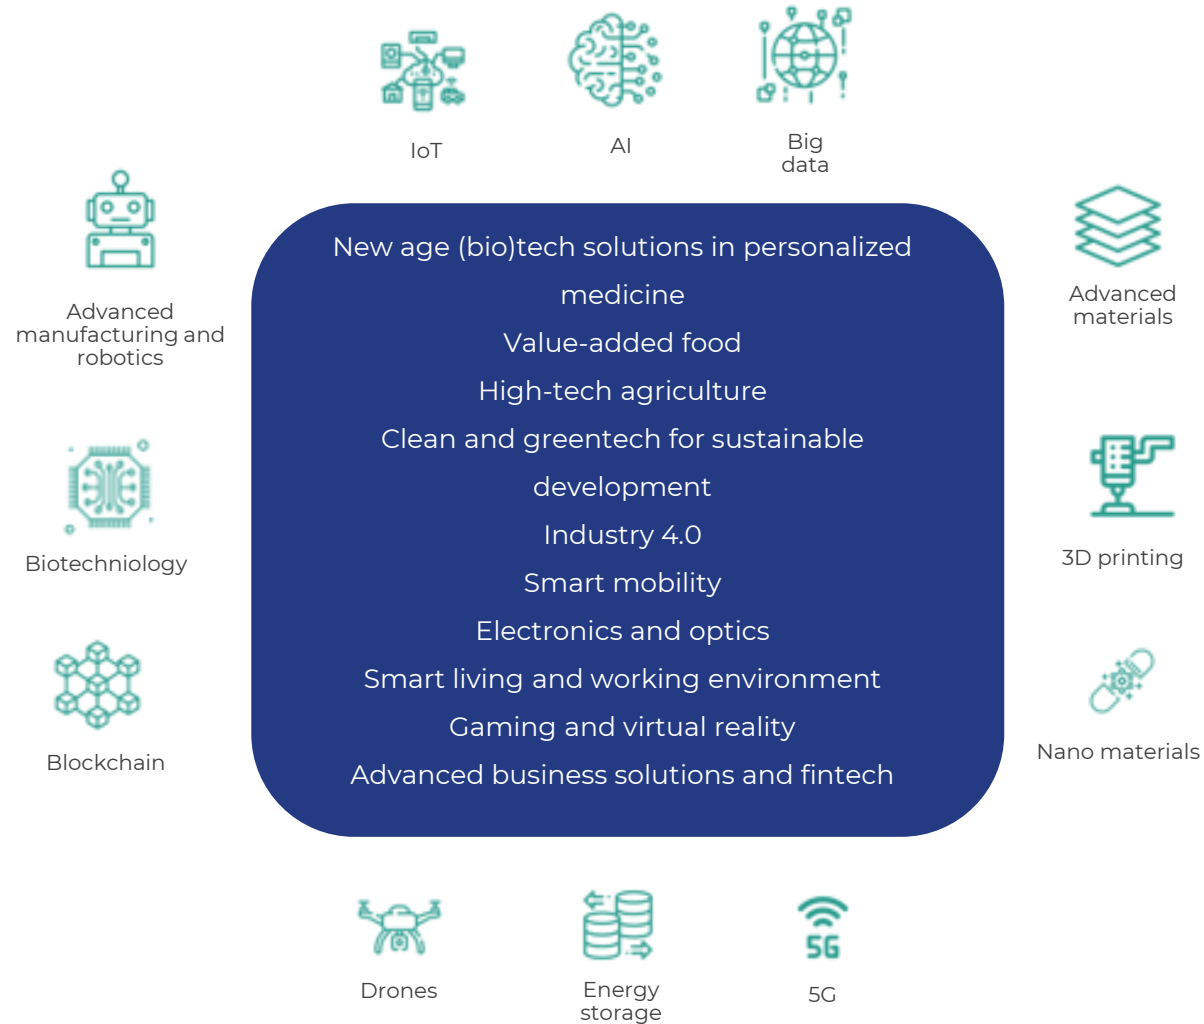 IoT
AI
Big
data
Advanced
manufacturing and
robotics
Biotechniology
Blockchain
New age (bio)tech solutions in personalized
medicine
Value-added food
High-tech agriculture
Clean and greentech for sustainable
development
Industry 4.0
Smart mobility
Electronics and optics
Smart living and working environment
Gaming and virtual reality
Advanced business solutions and fintech
Advanced
materials
3D printing
Nano materials
Drones
Energy
storage
5G
5G